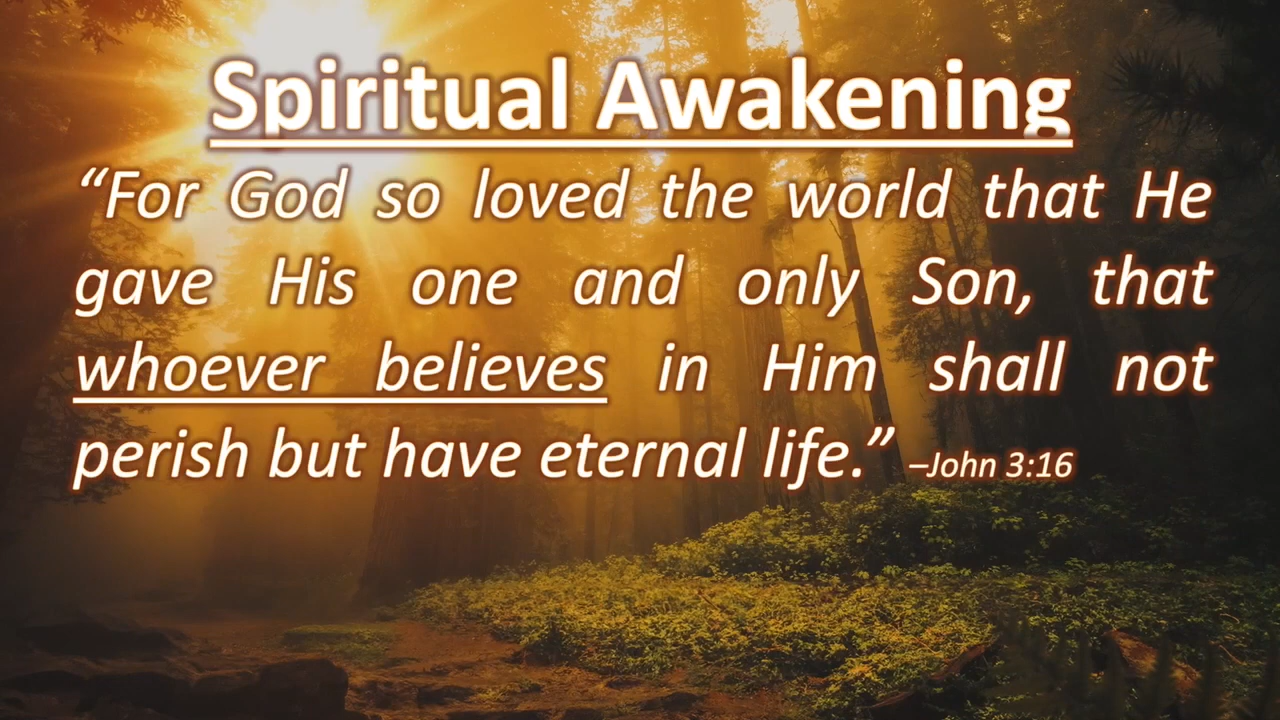 Spiritual Awakening
“For God so loved the world that He
gave His one and only Son, that
whoever believes in Him shall not
perish but have eternal life.” –John 3:16